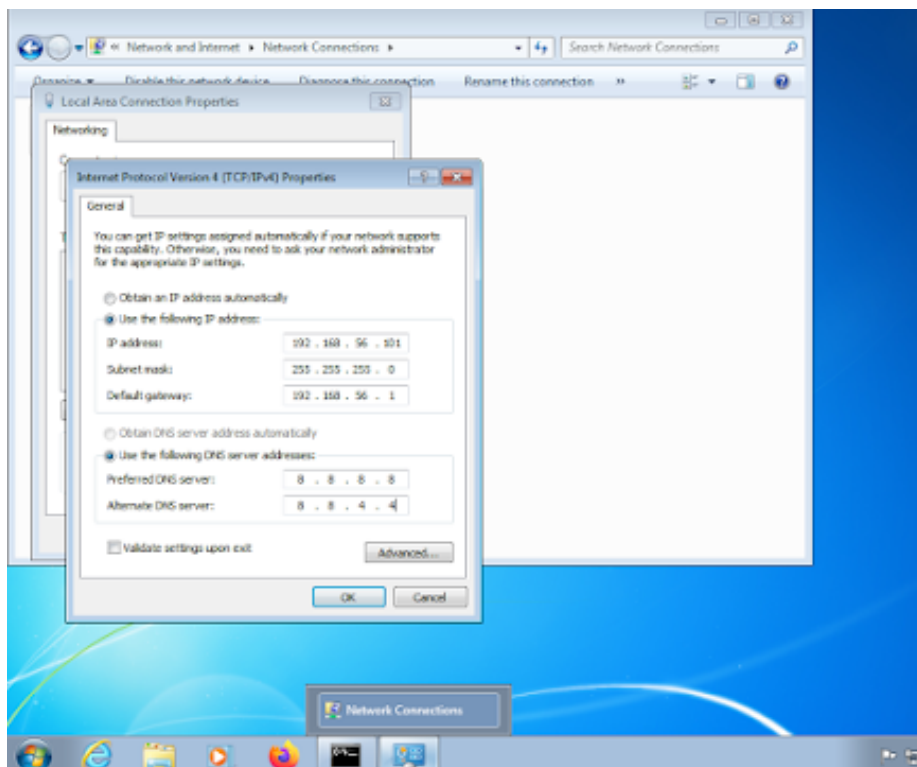 Network and Internet Network Connections
Search Network Connections
Organize Disable this network device Diagnose this connection Rename this connection »
Local Area Connection Properties
Networking
Internet Protocol Version 4 (TCP/IPv4) Properties
General
You can get IP settings assigned automatically if your network supports
this capability. Otherwise, you need to ask your network administrator
for the appropriate IP settings.
Obtain an IP address automatically
Use the following IP address:
IP address: 192 . 168 . 56 . 101
Subnet mask: 255 . 255 . 255 . 0
Default gateway: 192 . 168 . 56 . 1
Obtain DNS server address automatically
Use the following DNS server addresses:
Preferred DNS server: 8 . 8 . 8 . 8
Alternate DNS server: 8 . 8 . 4 . 4
Validate settings upon exit
Advanced...
OK Cancel
Network Connections